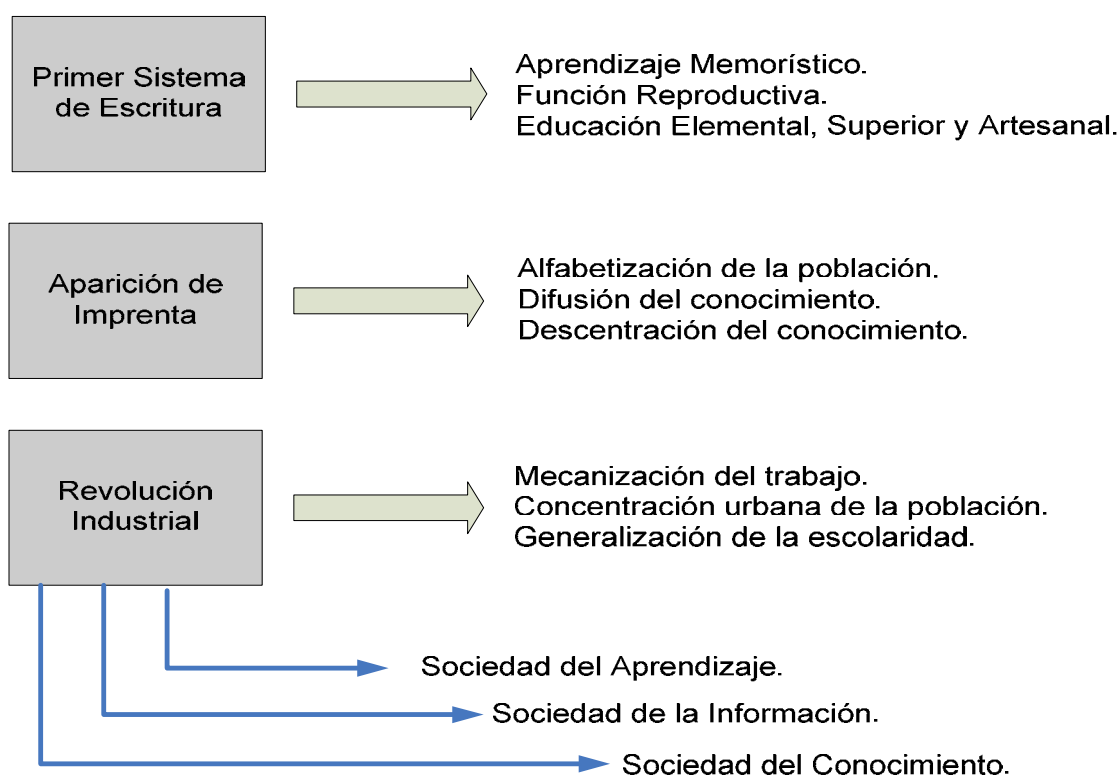 Primer Sistema
de Escritura
Aprendizaje Memorístico.
Función Reproductiva.
Educación Elemental, Superior y Artesanal.
Aparición de
Imprenta
Alfabetización de la población.
Difusión del conocimiento.
Descentración del conocimiento.
Revolución
Industrial
Mecanización del trabajo.
Concentración urbana de la población.
Generalización de la escolaridad.
Sociedad del Aprendizaje.
Sociedad de la Información.
Sociedad del Conocimiento.